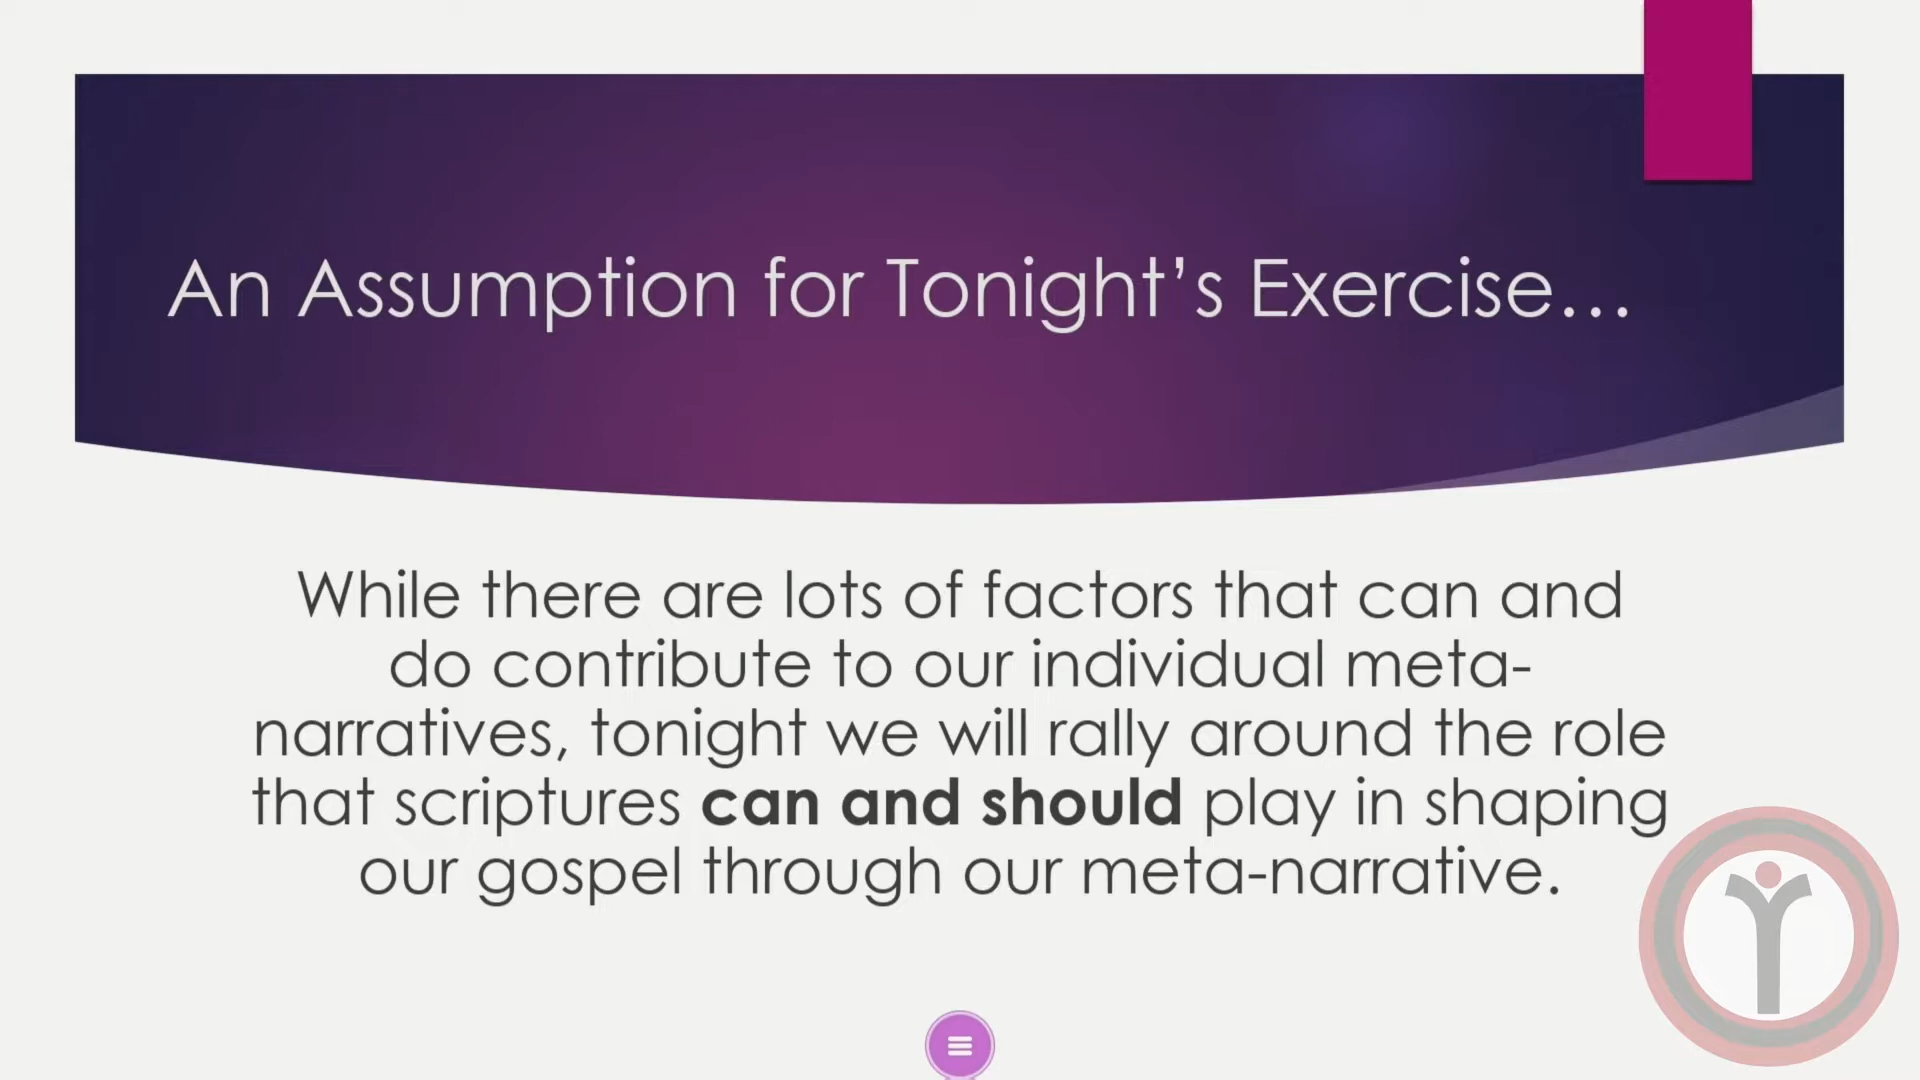 An Assumption for Tonight’s Exercise…
While there are lots of factors that can and
do contribute to our individual meta-
narratives, tonight we will rally around the role
that scriptures can and should play in shaping
our gospel through our meta-narrative.